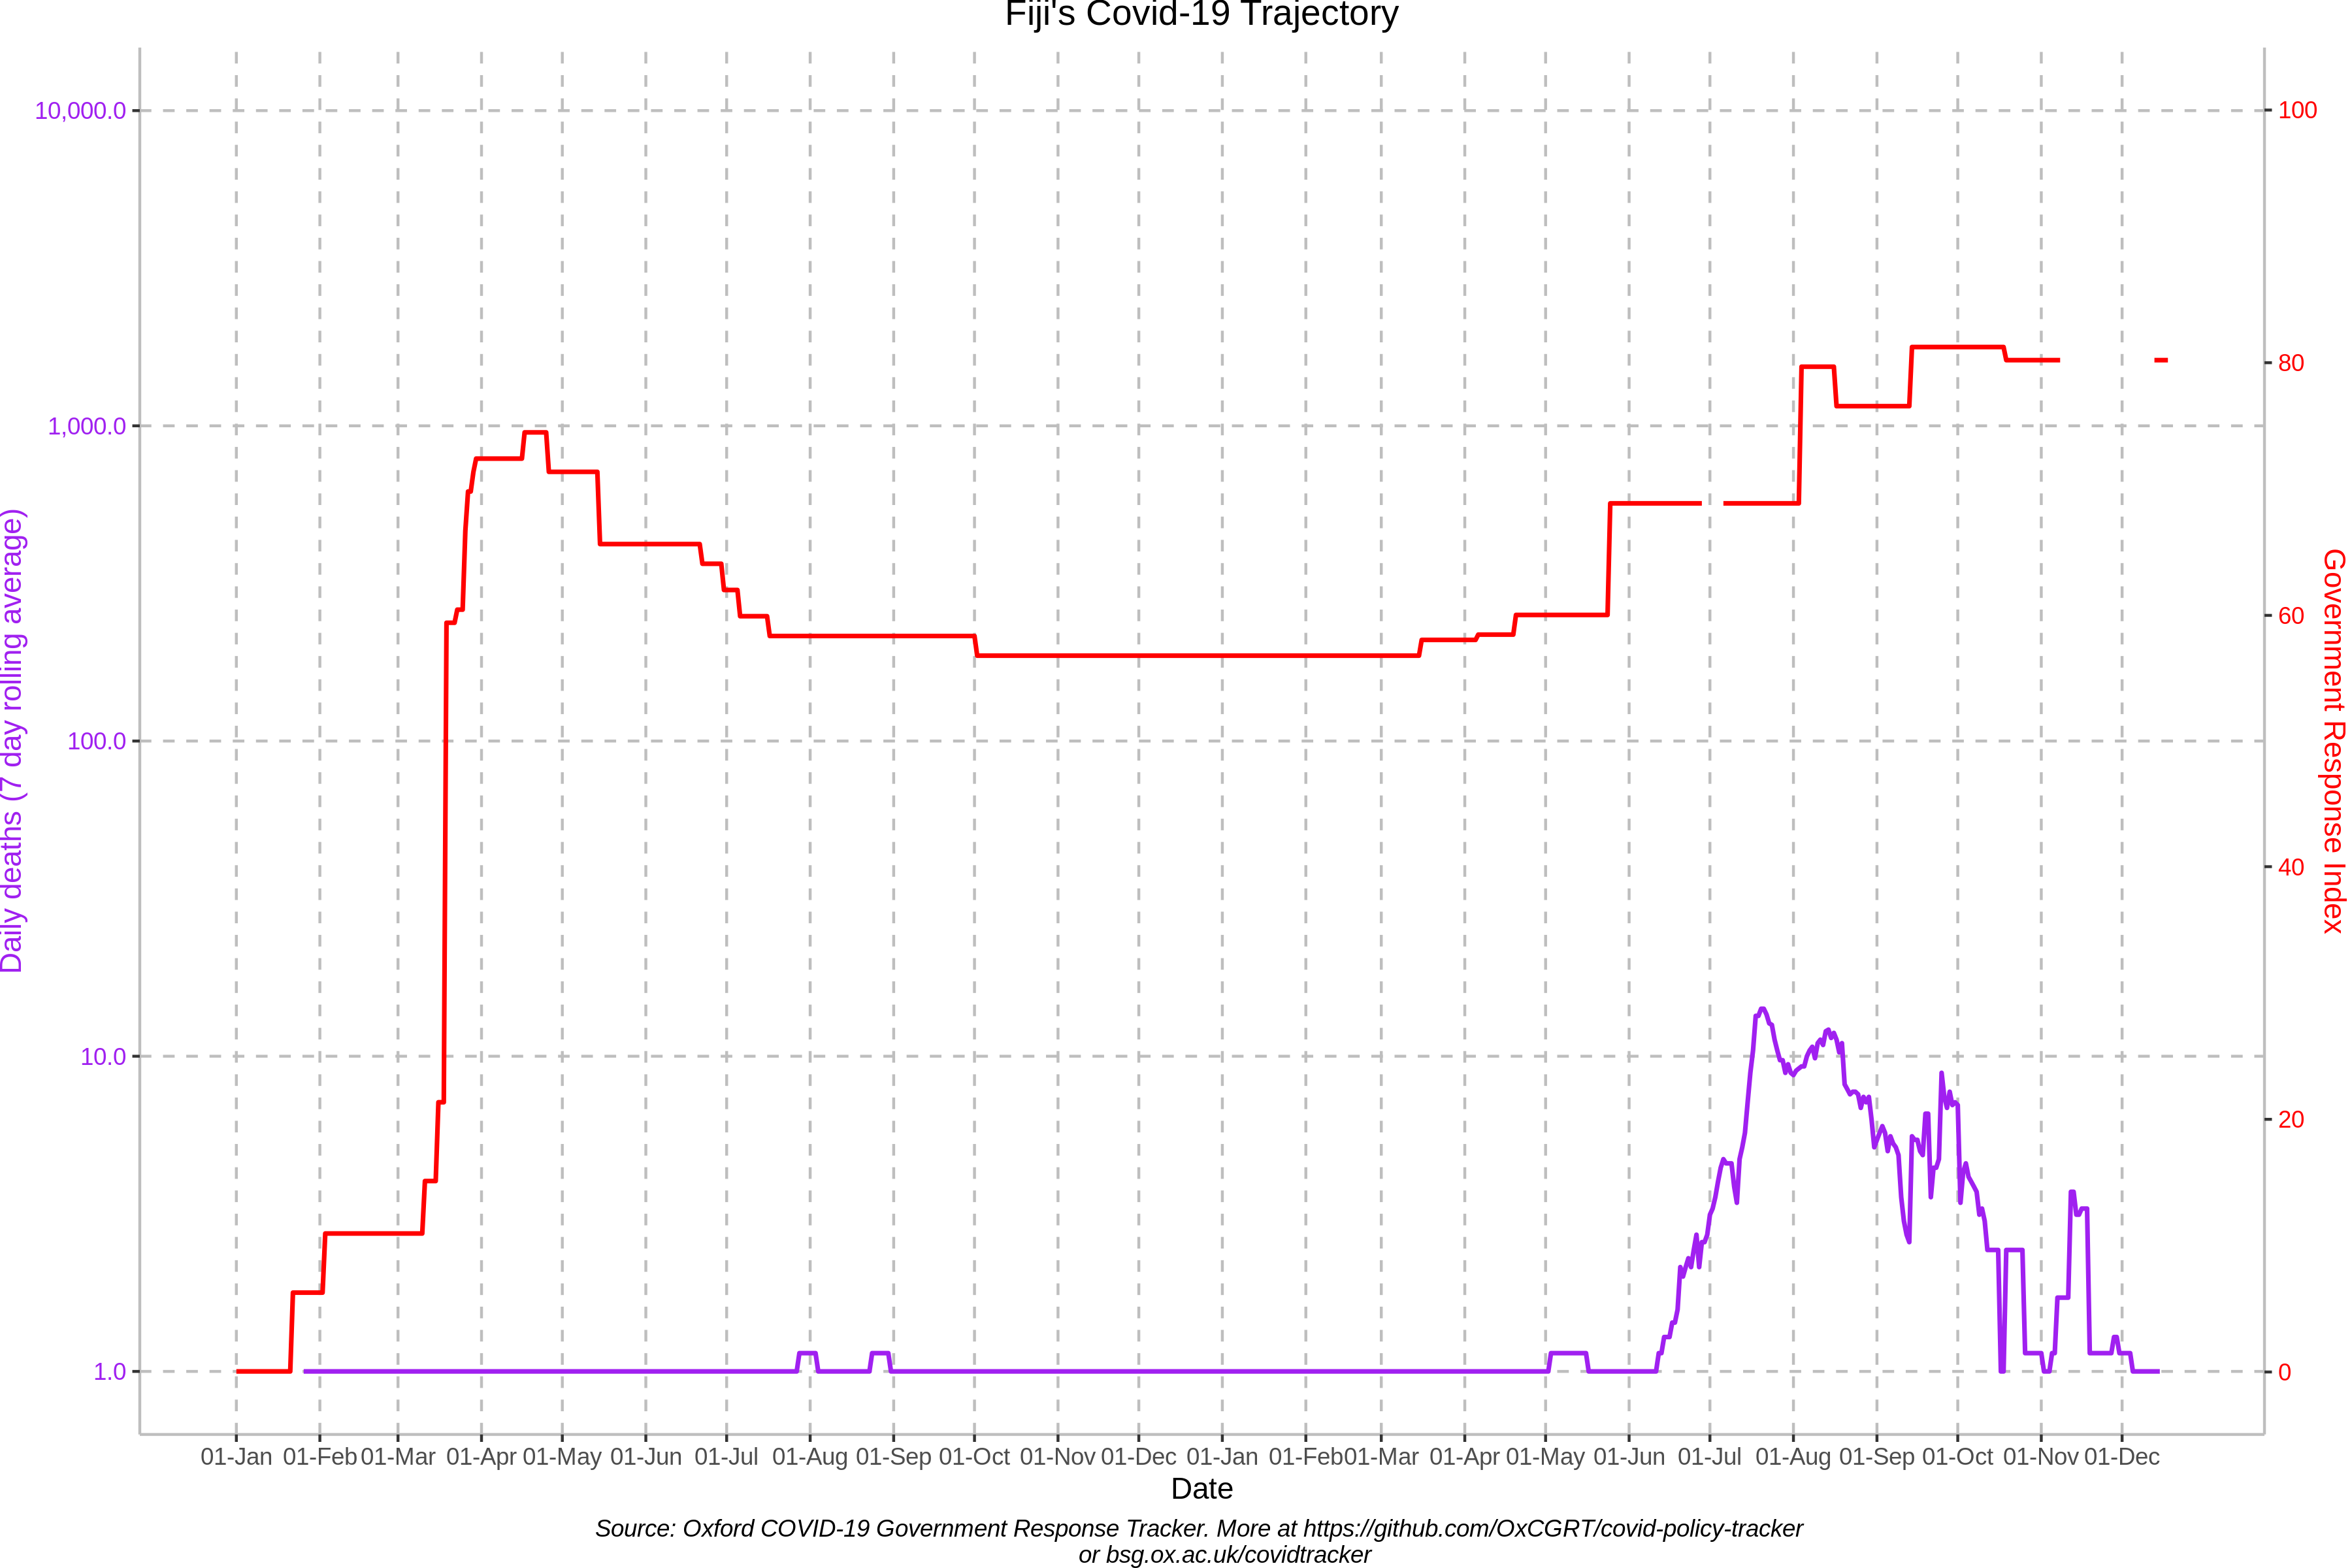 Fiji's Covid-19 Trajectory
10,000.0
1,000.0
100.0
10.0
1.0
Daily deaths (7 day rolling average)
100
80
60
40
20
0
Government Response Index
01-Jan 01-Feb 01-Mar 01-Apr 01-May 01-Jun 01-Jul 01-Aug 01-Sep 01-Oct 01-Nov 01-Dec 01-Jan 01-Feb 01-Mar 01-Apr 01-May 01-Jun 01-Jul 01-Aug 01-Sep 01-Oct 01-Nov 01-Dec
Date
Source: Oxford COVID-19 Government Response Tracker. More at https://github.com/OxCGRT/covid-policy-tracker
or bsg.ox.ac.uk/covidtracker